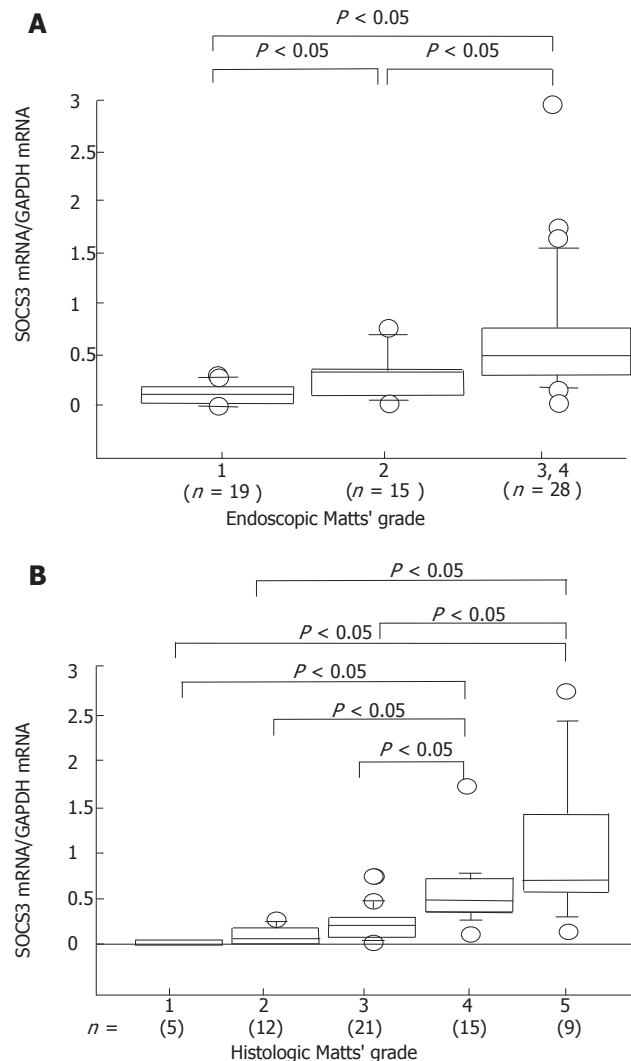 A
P < 0.05
P < 0.05 P < 0.05
SOCS3 mRNA/GAPDH mRNA
3
2.5
2
1.5
1
0.5
0
1 2 3, 4
(n = 19) (n = 15) (n = 28)
Endoscopic Matts' grade
B
P < 0.05
P < 0.05
P < 0.05
P < 0.05
P < 0.05
P < 0.05
SOCS3 mRNA/GAPDH mRNA
3
2.5
2
1.5
1
0.5
0
1 2 3 4 5
n = (5) (12) (21) (15) (9)
Histologic Matts' grade